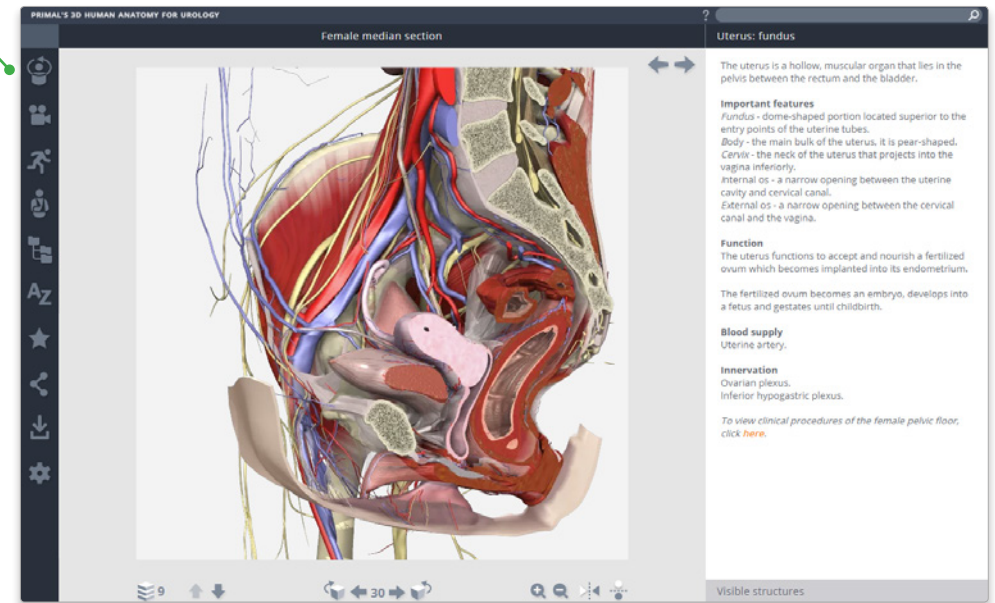 PRIMAL'S 3D HUMAN ANATOMY FOR UROLOGY
?
Female median section
Uterus: fundus
The uterus is a hollow, muscular organ that lies in the
pelvis between the rectum and the bladder.
Important features
Fundus - dome-shaped portion located superior to the
entry points of the uterine tubes.
Body - the main bulk of the uterus, it is pear-shaped.
Cervix - the neck of the uterus that projects into the
vagina inferiorly.
Internal os - a narrow opening between the uterine
cavity and cervical canal.
External os - a narrow opening between the cervical
canal and the vagina.
Function
The uterus functions to accept and nourish a fertilized
ovum which becomes implanted into its endometrium.
The fertilized ovum becomes an embryo, develops into
a fetus and gestates until childbirth.
Blood supply
Uterine artery.
Innervation
Ovarian plexus.
Inferior hypogastric plexus.
To view clinical procedures of the female pelvic floor,
click here.
AZ
9
30
Visible structures